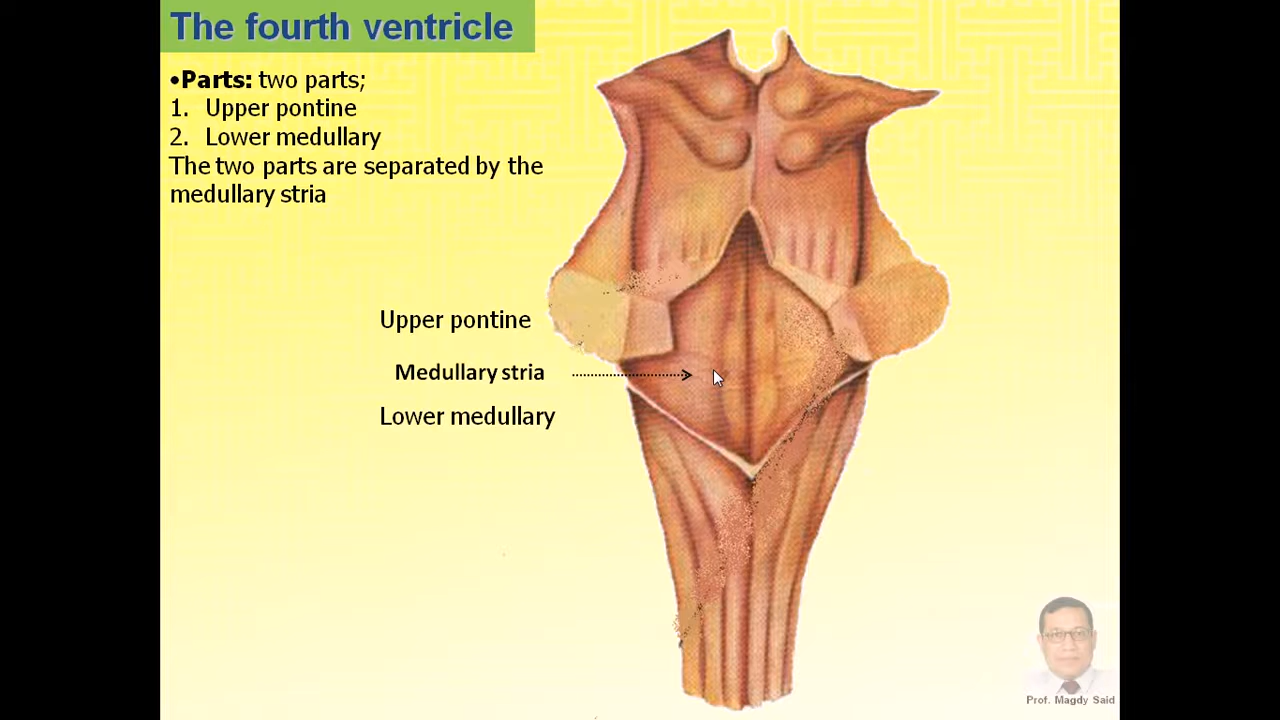 The fourth ventricle
•Parts: two parts;
1. Upper pontine
2. Lower medullary
The two parts are separated by the
medullary stria
Upper pontine
Medullary stria
Lower medullary
Prof. Magdy Said